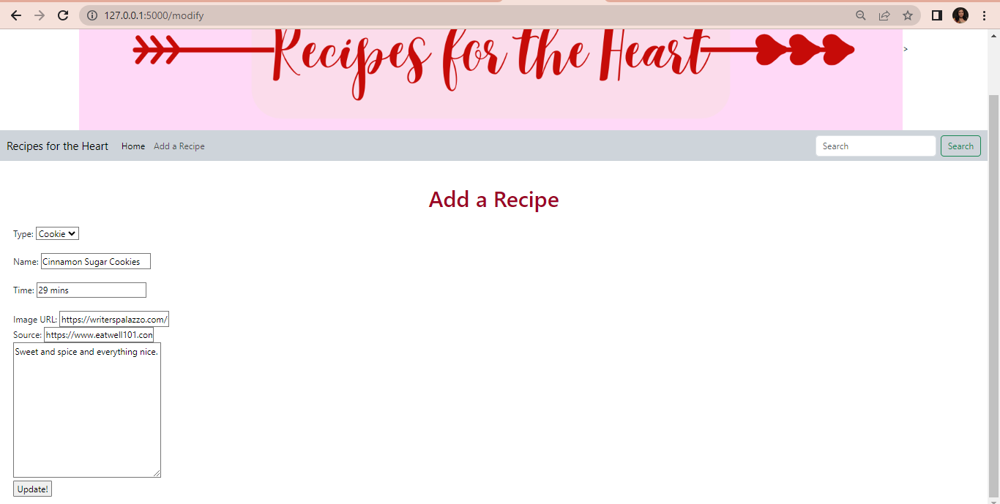 127.0.0.1:5000/modify
Recipes for the Heart
>
Recipes for the Heart Home Add a Recipe Search Search
Add a Recipe
Type: Cookie
Name: Cinnamon Sugar Cookies
Time: 29 mins
Image URL: https://writerspalazzo.com/
Source: https://www.eatwell101.com
Sweet and spice and everything nice.
Update!